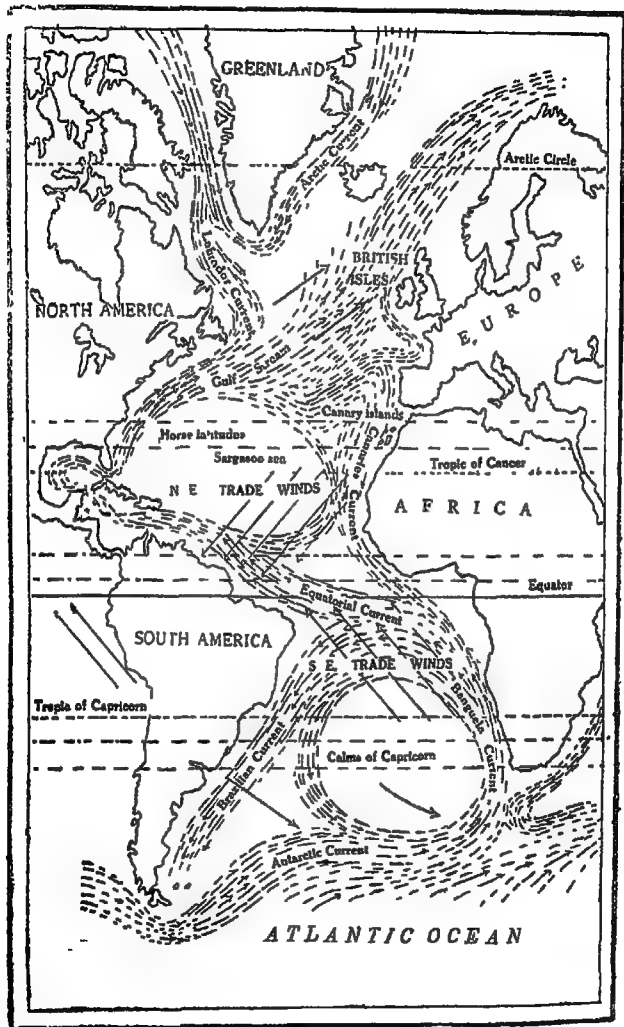 GREENLAND
Arctic Current
Arctic Circle
Labrador Current
BRITISH
ISLES
NORTH AMERICA
EUROPE
Gulf Stream
Canary islands
Horse latitudes
Sargasso sea
Canaries Current
Tropic of Cancer
N E TRADE WINDS
AFRICA
Equator
Equatorial Current
SOUTH AMERICA
S E TRADE WINDS
Benguela Current
Tropic of Capricorn
Calms of Capricorn
Brazilian Current
Antarctic Current
ATLANTIC OCEAN